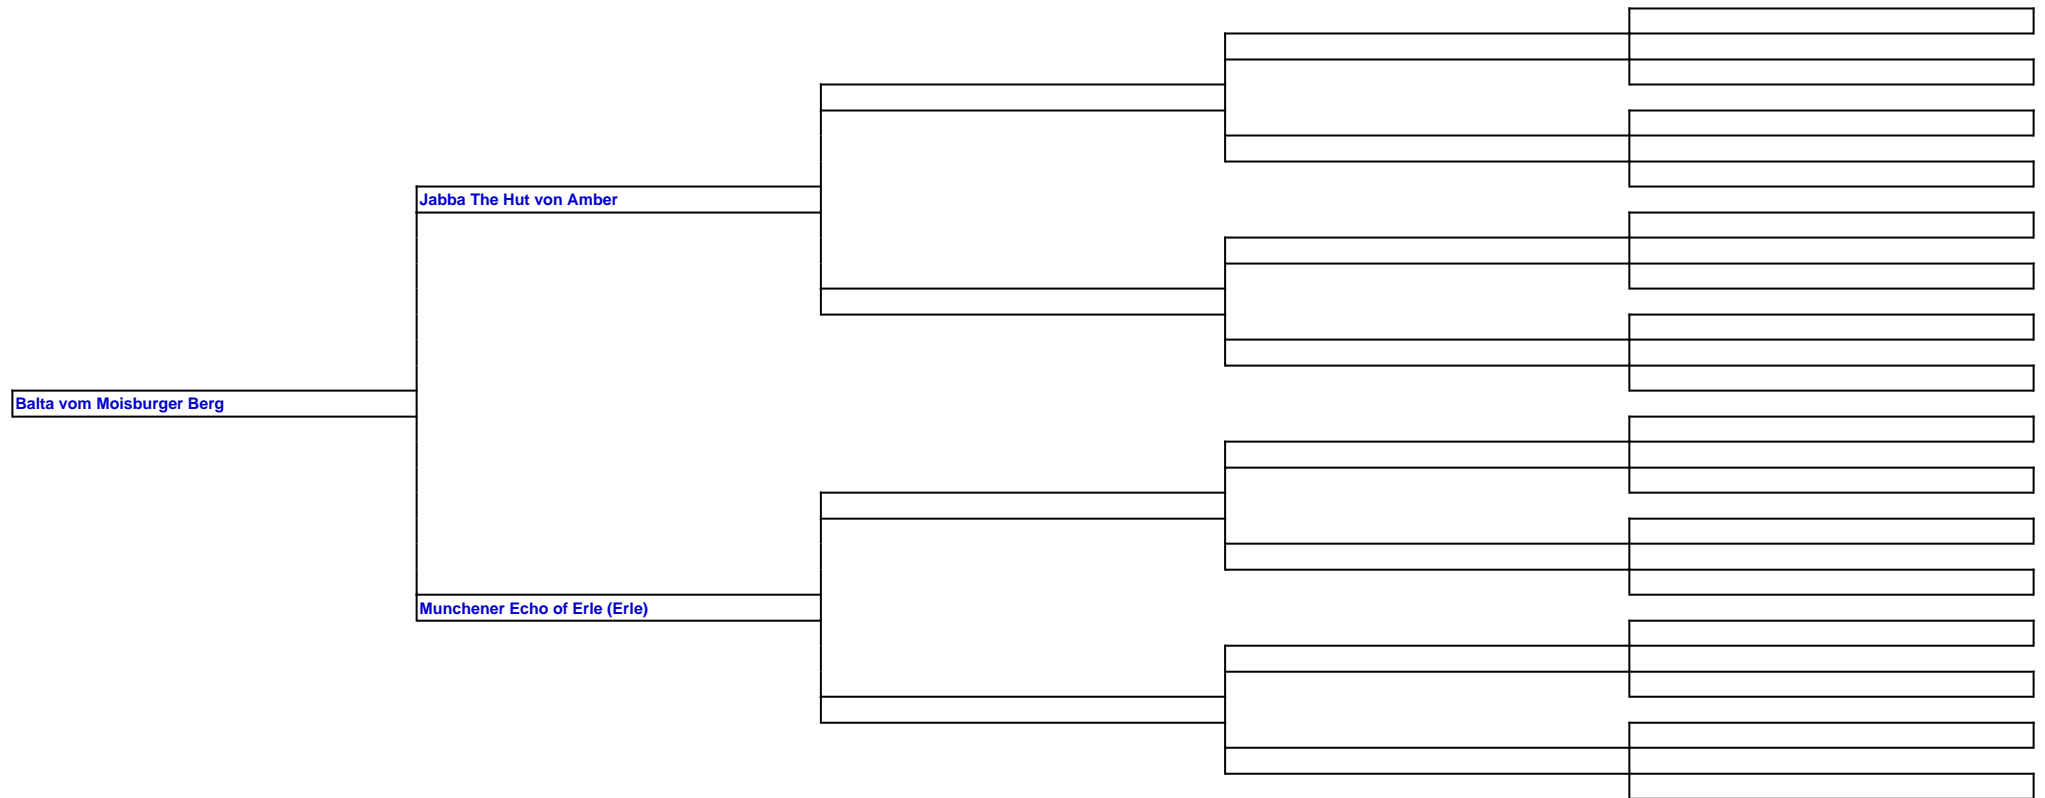 Jabba The Hut von Amber
Balta vom Moisburger Berg
Munchener Echo of Erle (Erle)